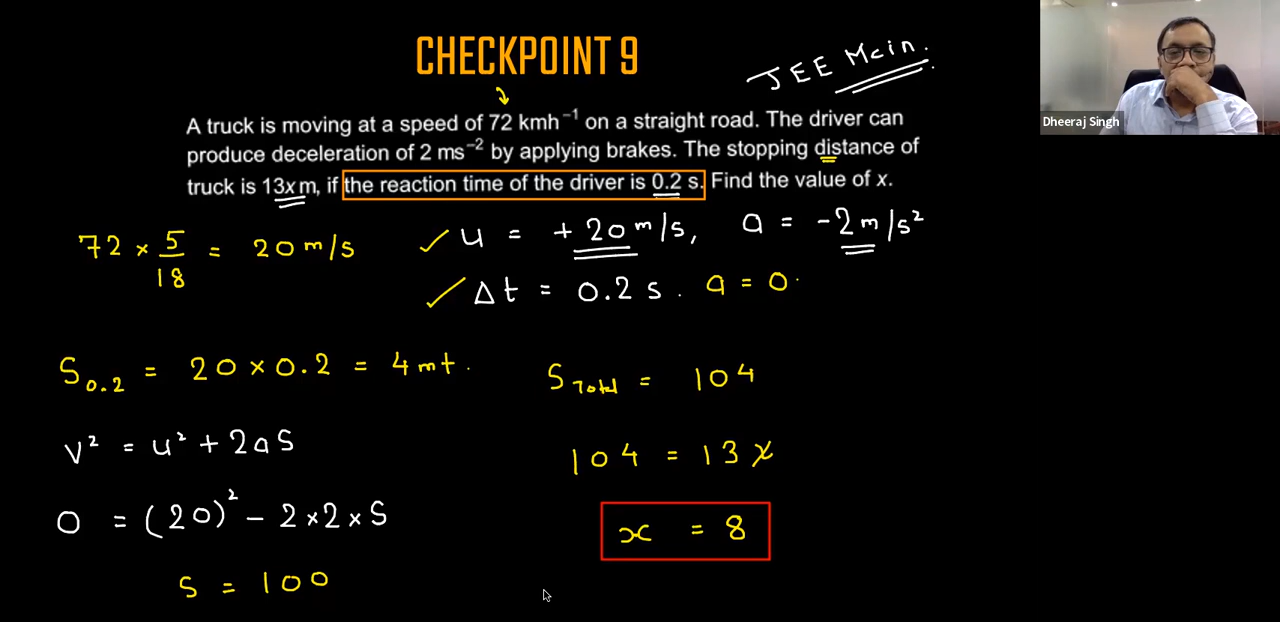 CHECKPOINT 9
JEE Main.
A truck is moving at a speed of 72 kmh⁻¹ on a straight road. The driver can
produce deceleration of 2 ms⁻² by applying brakes. The stopping distance of
truck is 13x m, if the reaction time of the driver is 0.2 s. Find the value of x.
Dheeraj Singh
72 × 5/18 = 20 m/s
✓ u = +20 m/s, a = -2 m/s²
✓ Δt = 0.2 s. a = 0.
S₀.₂ = 20 × 0.2 = 4 mt.
V² = u² + 2aS
0 = (20)² - 2×2×S
S = 100
S Total = 104
104 = 13x
x = 8